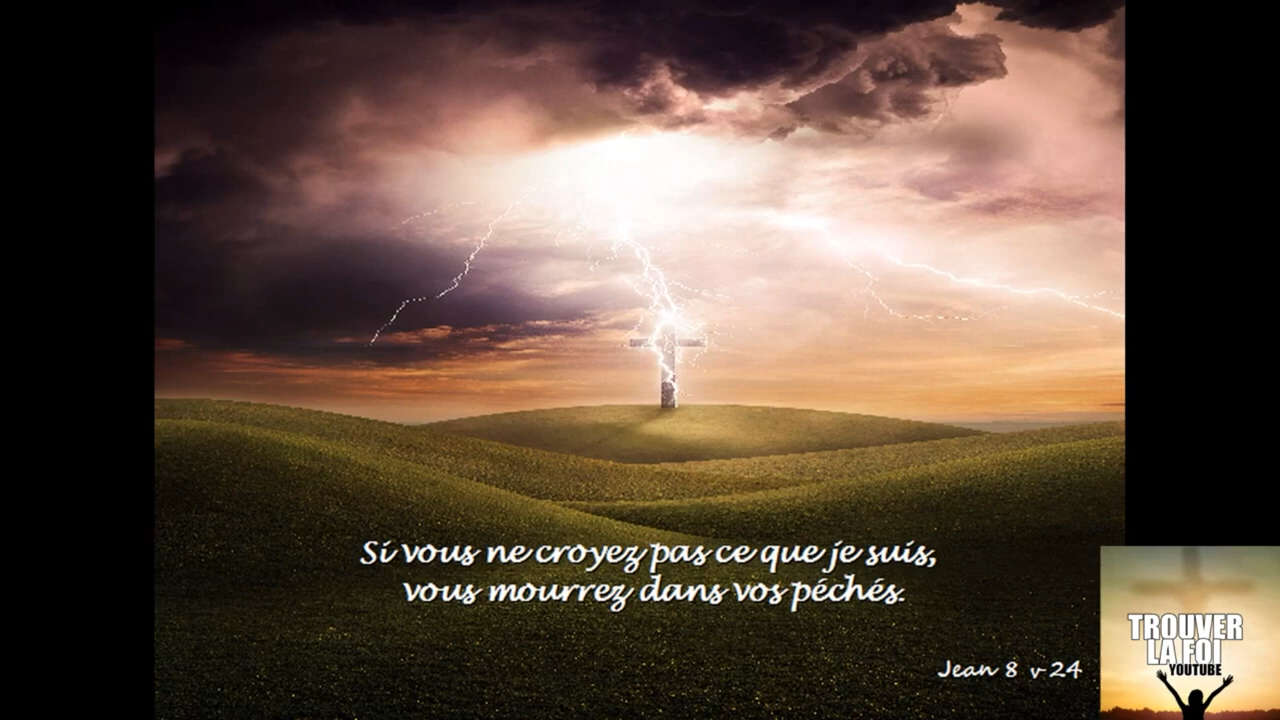 Si vous ne croyez pas ce que je suis,
vous mourrez dans vos péchés.
Jean 8 v 24
TROUVER
LA FOI
YOUTUBE